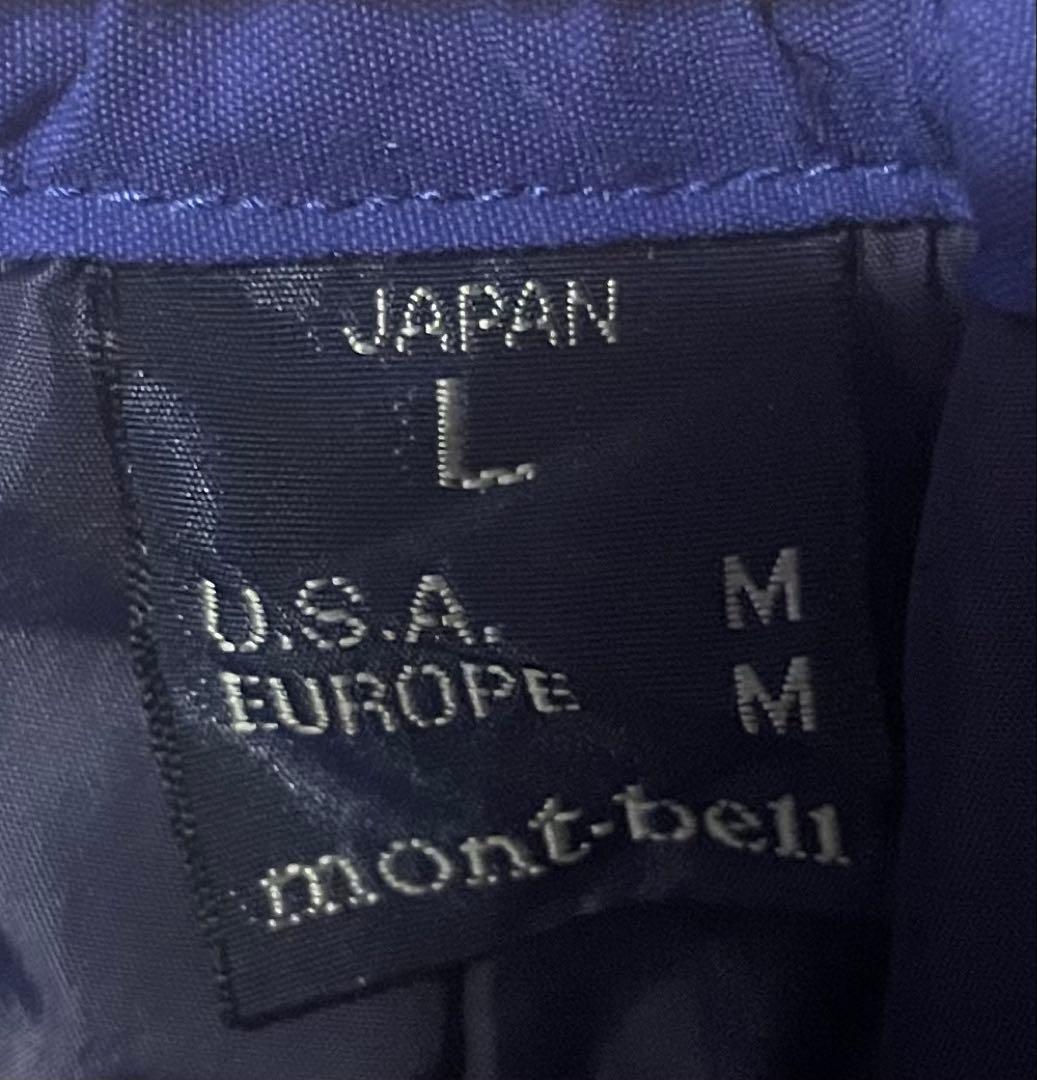 JAPAN
L
U.S.A. M
EUROPE M
mont-bell